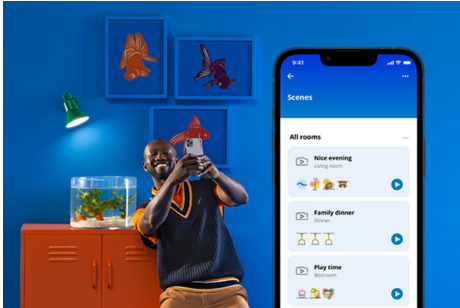 9:41
Scenes
All rooms
Nice evening
Living room
Family dinner
Dinner
Play time
Bedroom